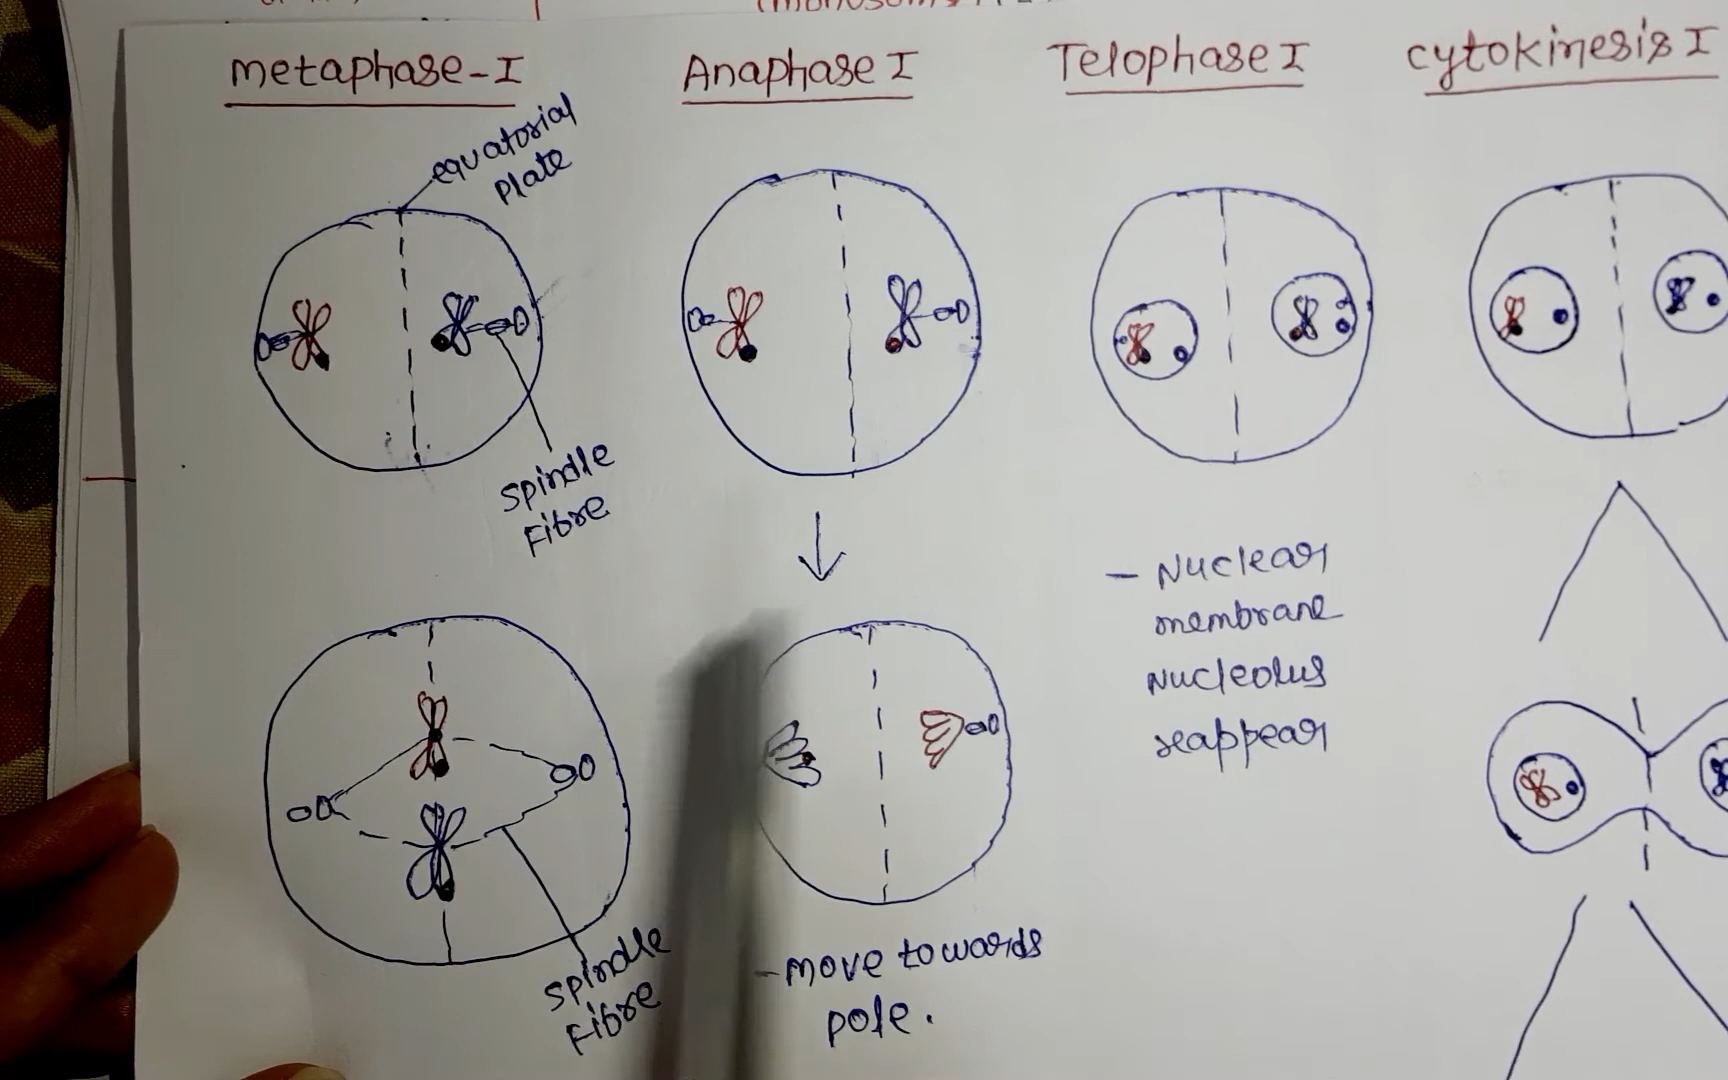 metaphase-I
Anaphase I
Telophase I
cytokinesis I
equatorial
plate
spindle
Fibre
- Nuclear
membrane
Nucleolus
reappear
spindle
Fibre
- move towards
pole.